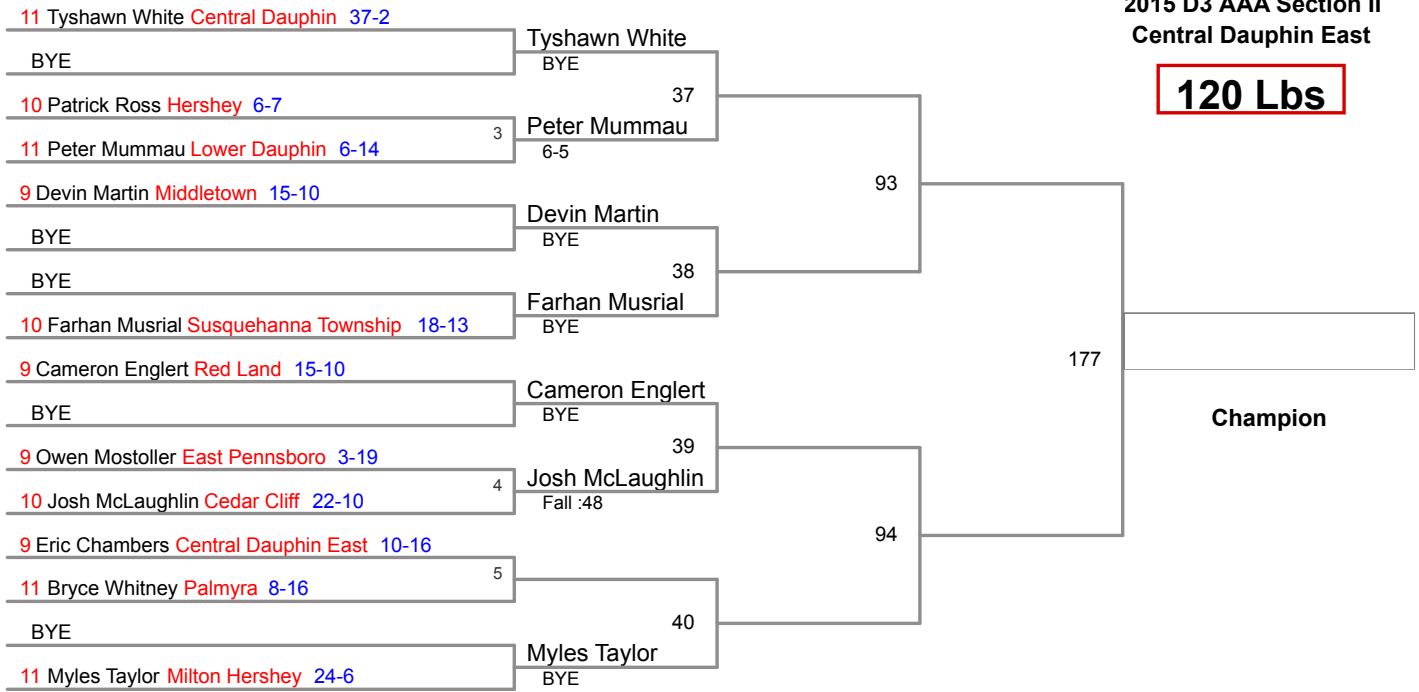 2015 D3 AAA Section II
Central Dauphin East
120 Lbs
11 Tyshawn White Central Dauphin 37-2
BYE
10 Patrick Ross Hershey 6-7
3
11 Peter Mummau Lower Dauphin 6-14
9 Devin Martin Middletown 15-10
BYE
BYE
10 Farhan Musrial Susquehanna Township 18-13
9 Cameron Englert Red Land 15-10
BYE
9 Owen Mostoller East Pennsboro 3-19
4
10 Josh McLaughlin Cedar Cliff 22-10
9 Eric Chambers Central Dauphin East 10-16
5
11 Bryce Whitney Palmyra 8-16
BYE
11 Myles Taylor Milton Hershey 24-6
Tyshawn White
BYE
37
Peter Mummau
6-5
Devin Martin
BYE
38
Farhan Musrial
BYE
Cameron Englert
BYE
39
Josh McLaughlin
Fall :48
40
Myles Taylor
BYE
93
94
177
Champion